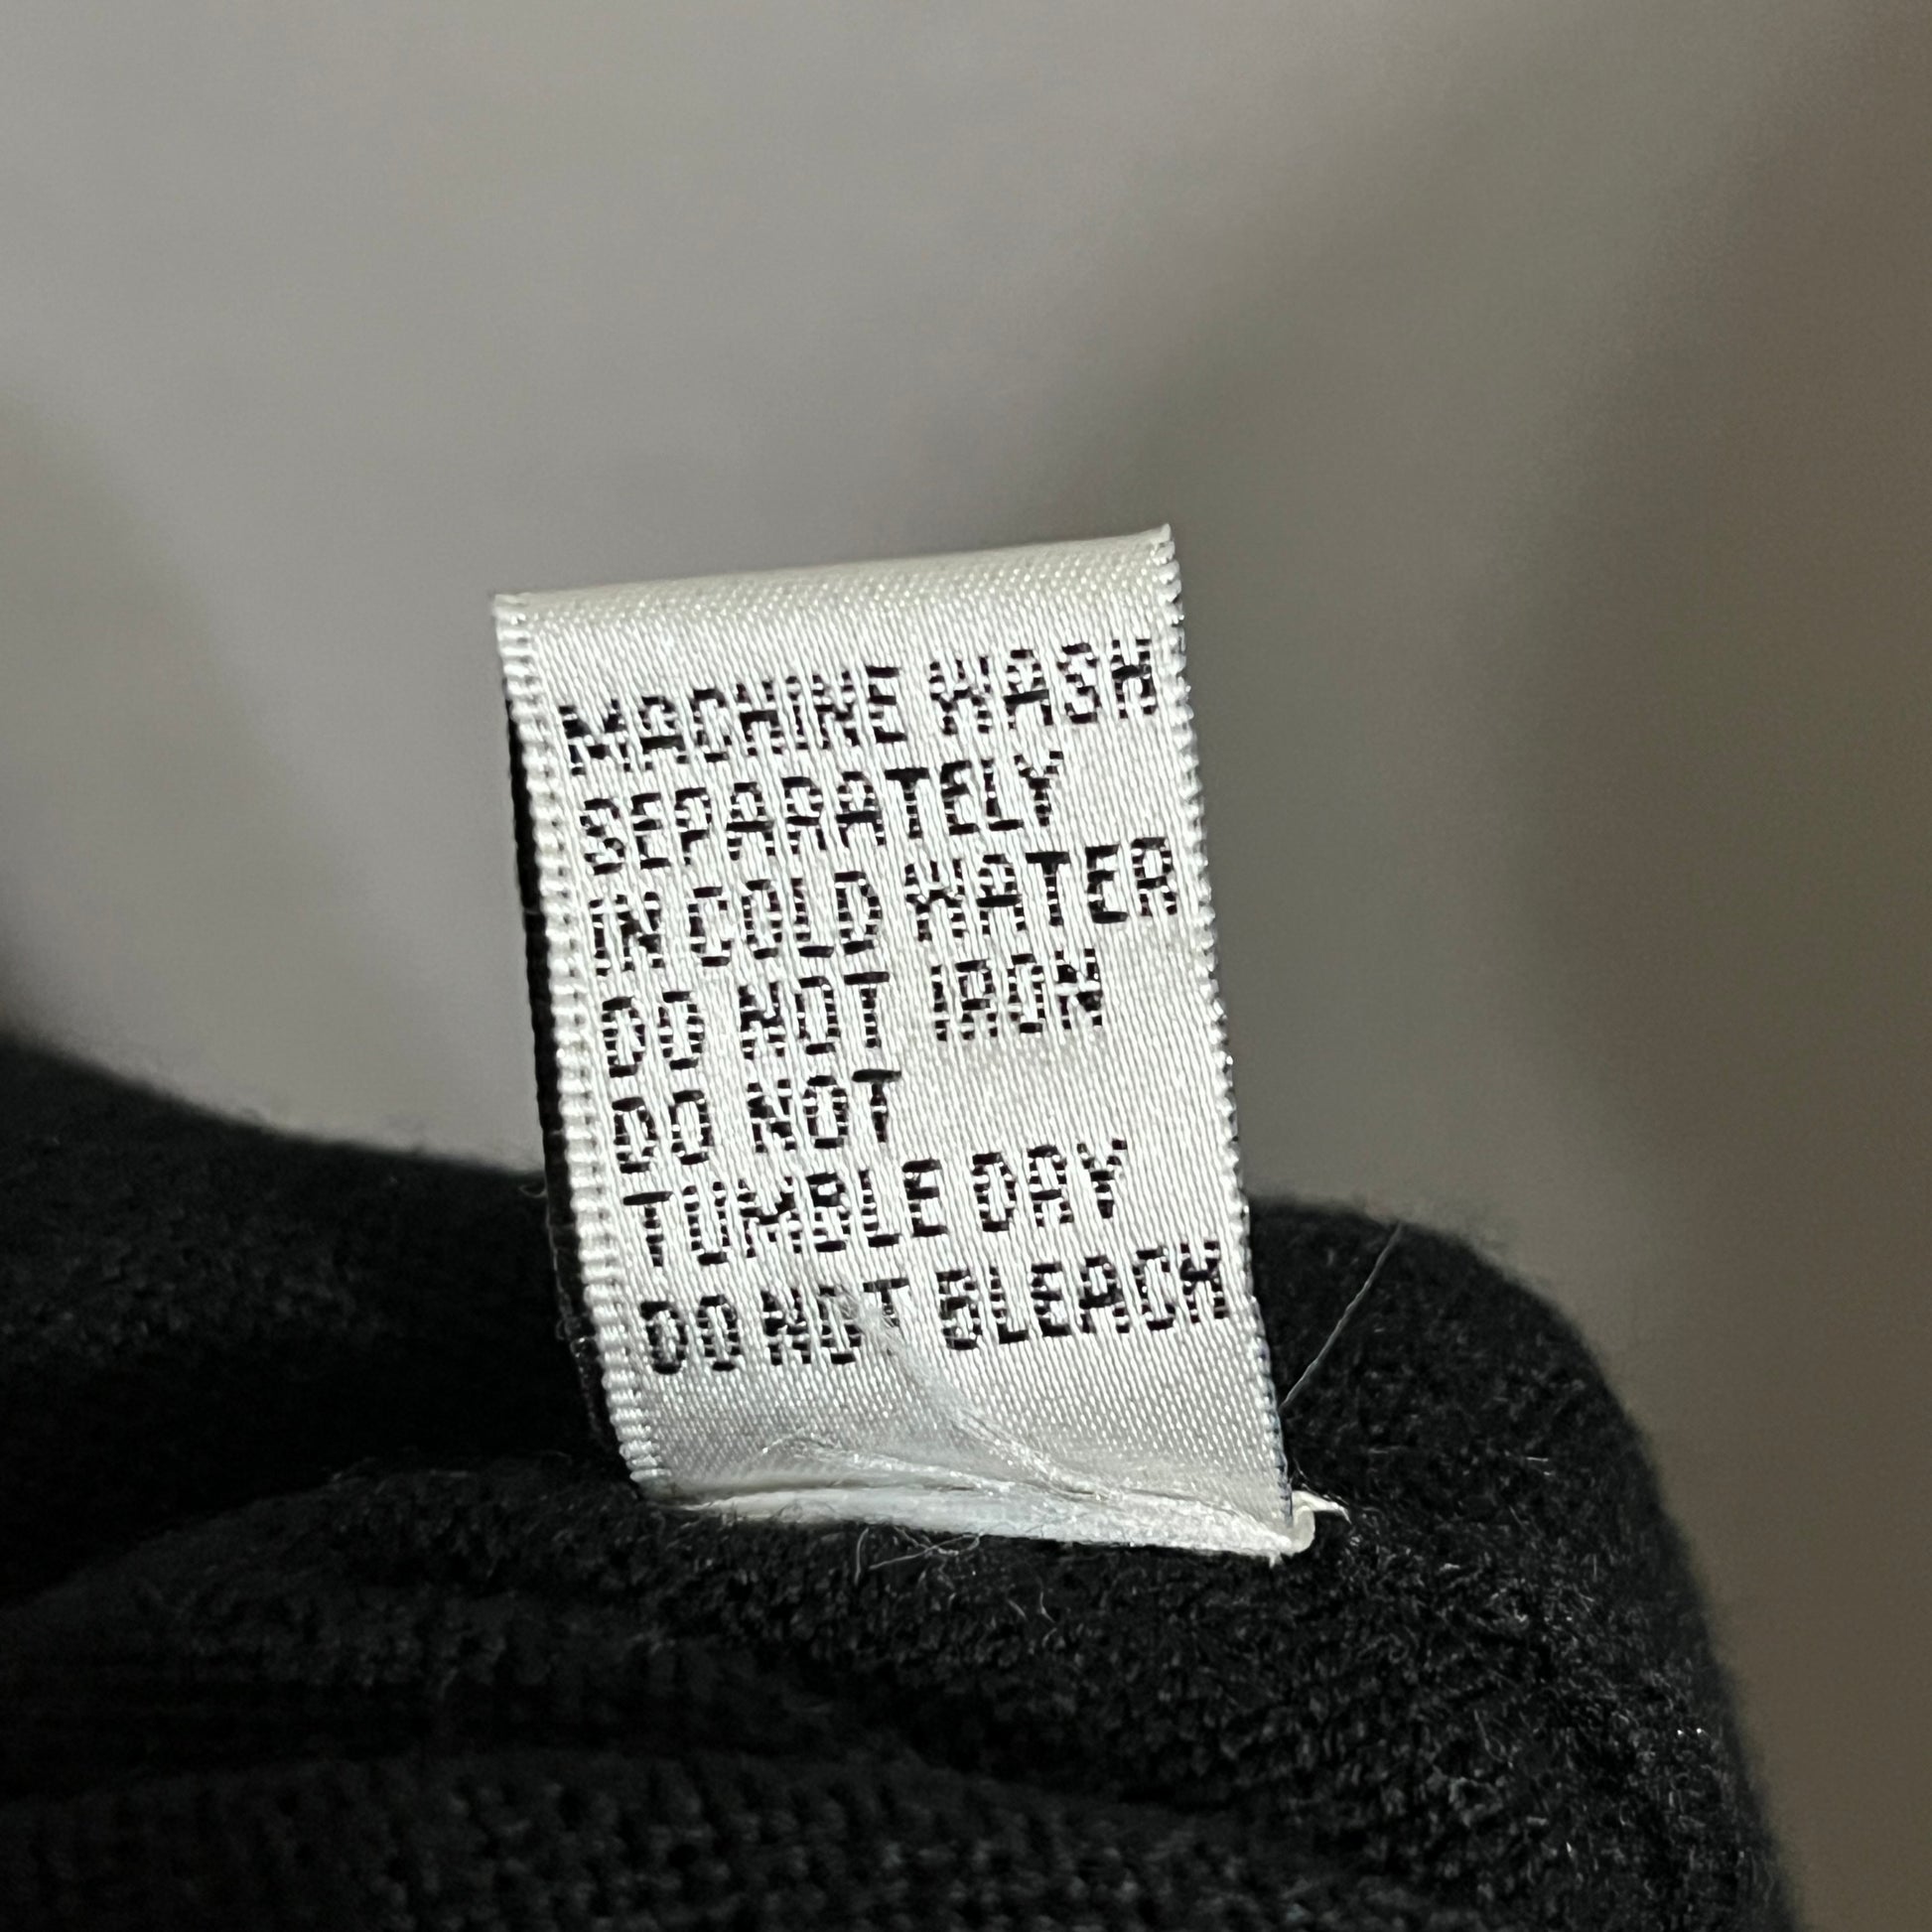 MACHINE WASH
SEPARATELY
IN COLD WATER
DO NOT IRON
DO NOT
TUMBLE DRY
DO NOT BLEACH